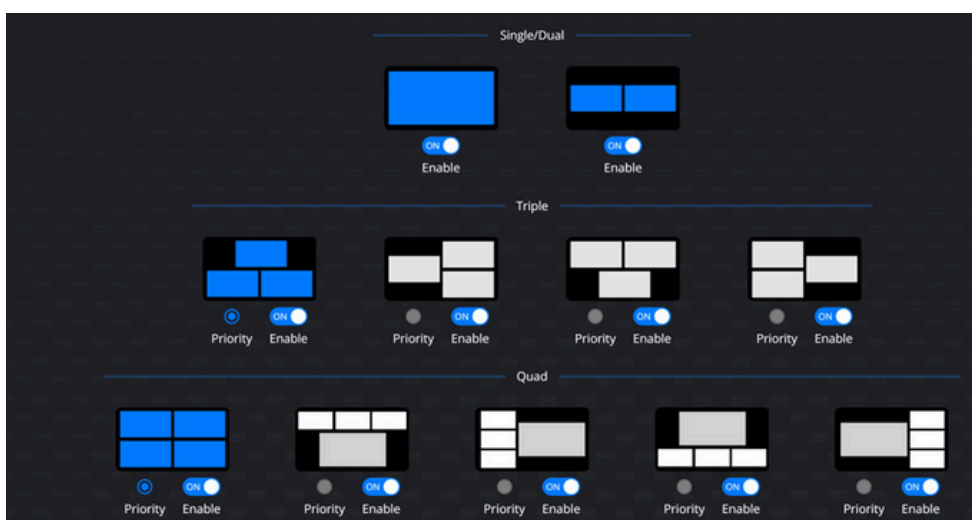 Single/Dual
ON ON
Enable Enable
Triple
ON ON ON ON
Priority Enable Priority Enable Priority Enable Priority Enable
Quad
ON ON ON ON ON
Priority Enable Priority Enable Priority Enable Priority Enable Priority Enable